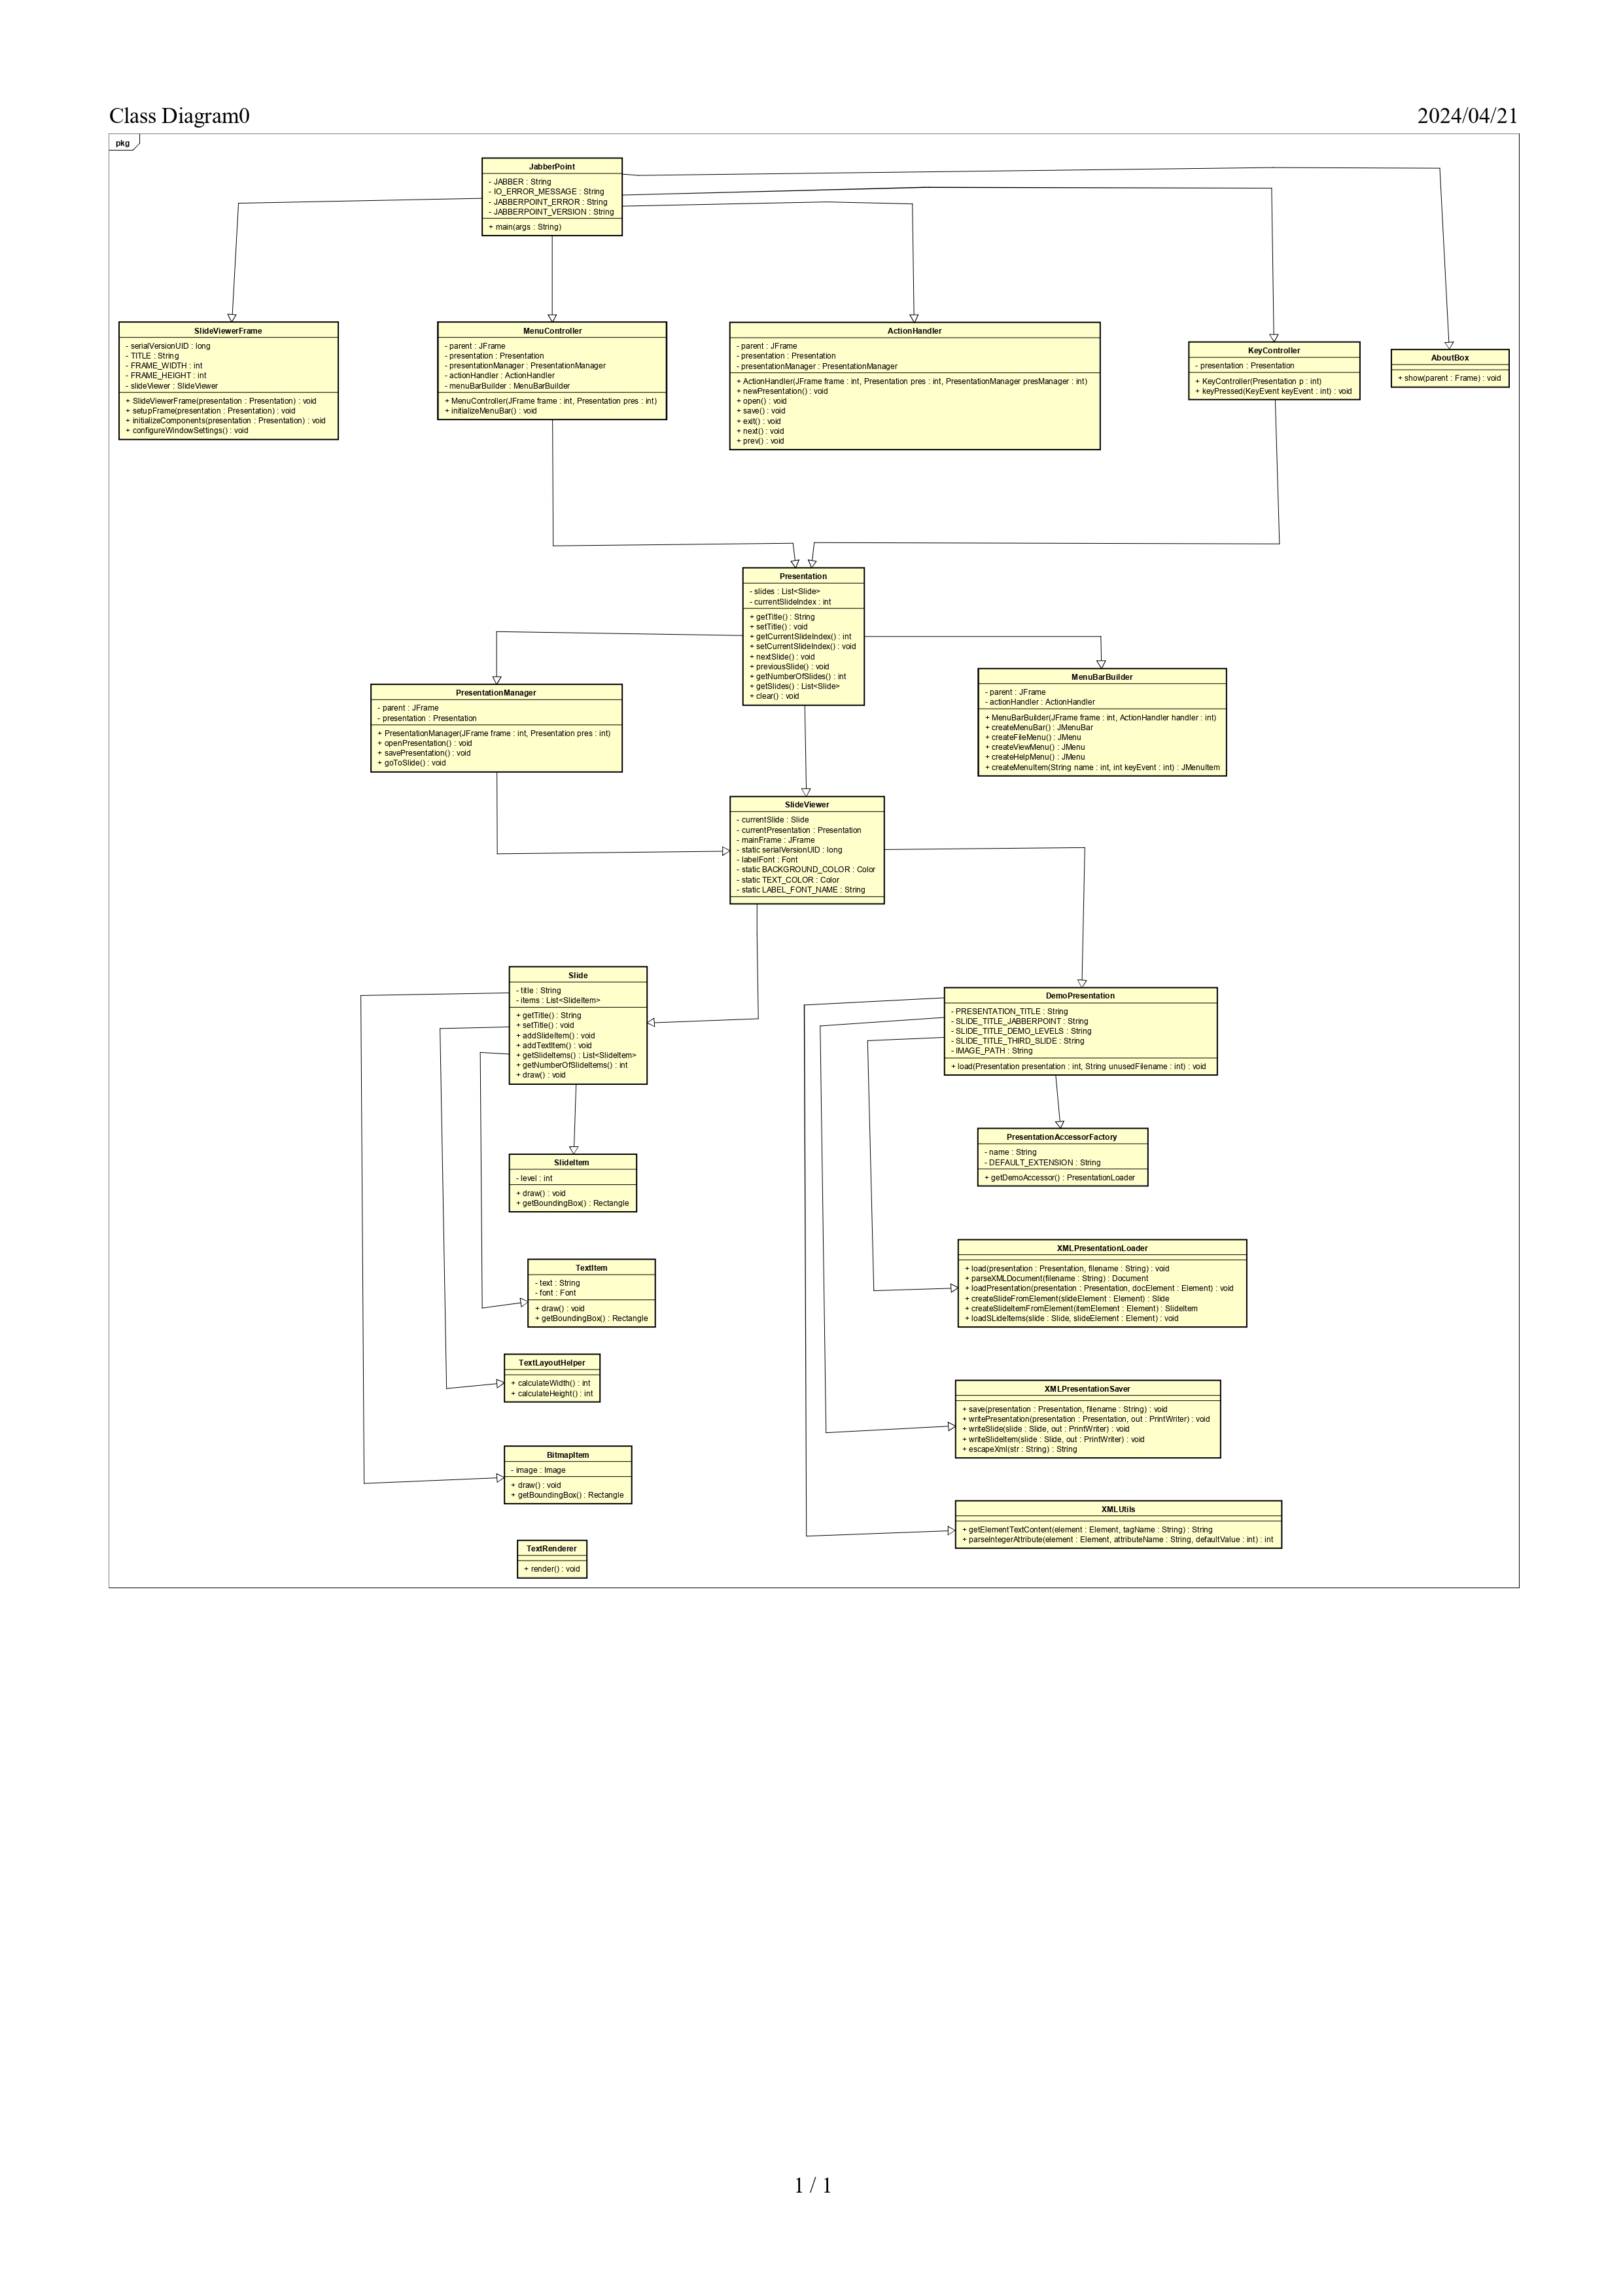 Class Diagram0
2024/04/21
pkg
JabberPoint
- JABBER : String
- IO_ERROR_MESSAGE : String
- JABBERPOINT_ERROR : String
- JABBERPOINT_VERSION : String
+ main(args : String)
SlideViewerFrame
- serialVersionUID : long
- TITLE : String
- FRAME_WIDTH : int
- FRAME_HEIGHT : int
- slideViewer : SlideViewer
+ SlideViewerFrame(presentation : Presentation) : void
+ setupFrame(presentation : Presentation) : void
+ initializeComponents(presentation : Presentation) : void
+ configureWindowSettings() : void
MenuController
- parent : JFrame
- presentation : Presentation
- presentationManager : PresentationManager
- actionHandler : ActionHandler
- menuBarBuilder : MenuBarBuilder
+ MenuController(JFrame frame : int, Presentation pres : int)
+ initializeMenuBar() : void
ActionHandler
- parent : JFrame
- presentation : Presentation
- presentationManager : PresentationManager
+ ActionHandler(JFrame frame : int, Presentation pres : int, PresentationManager presManager : int)
+ newPresentation() : void
+ open() : void
+ save() : void
+ exit() : void
+ next() : void
+ prev() : void
KeyController
- presentation : Presentation
+ KeyController(Presentation p : int)
+ keyPressed(KeyEvent keyEvent : int) : void
AboutBox
+ show(parent : Frame) : void
Presentation
- slides : List<Slide>
- currentSlideIndex : int
+ getTitle() : String
+ setTitle() : void
+ getCurrentSlideIndex() : int
+ setCurrentSlideIndex() : void
+ nextSlide() : void
+ previousSlide() : void
+ getNumberOfSlides() : int
+ getSlides() : List<Slide>
+ clear() : void
PresentationManager
- parent : JFrame
- presentation : Presentation
+ PresentationManager(JFrame frame : int, Presentation pres : int)
+ openPresentation() : void
+ savePresentation() : void
+ goToSlide() : void
MenuBarBuilder
- parent : JFrame
- actionHandler : ActionHandler
+ MenuBarBuilder(JFrame frame : int, ActionHandler handler : int)
+ createMenuBar() : JMenuBar
+ createFileMenu() : JMenu
+ createViewMenu() : JMenu
+ createHelpMenu() : JMenu
+ createMenuItem(String name : int, int keyEvent : int) : JMenuItem
SlideViewer
- currentSlide : Slide
- currentPresentation : Presentation
- mainFrame : JFrame
- static serialVersionUID : long
- labelFont : Font
- static BACKGROUND_COLOR : Color
- static TEXT_COLOR : Color
- static LABEL_FONT_NAME : String
Slide
- title : String
- items : List<SlideItem>
+ getTitle() : String
+ setTitle() : void
+ addSlideItem() : void
+ addTextItem() : void
+ getSlideItems() : List<SlideItem>
+ getNumberOfSlideItems() : int
+ draw() : void
DemoPresentation
- PRESENTATION_TITLE : String
- SLIDE_TITLE_JABBERPOINT : String
- SLIDE_TITLE_DEMO_LEVELS : String
- SLIDE_TITLE_THIRD_SLIDE : String
- IMAGE_PATH : String
+ load(Presentation presentation : int, String unusedFilename : int) : void
PresentationAccessorFactory
- name : String
- DEFAULT_EXTENSION : String
+ getDemoAccessor() : PresentationLoader
SlideItem
- level : int
+ draw() : void
+ getBoundingBox() : Rectangle
XMLPresentationLoader
+ load(presentation : Presentation, filename : String) : void
+ parseXMLDocument(filename : String) : Document
+ loadPresentation(presentation : Presentation, docElement : Element) : void
+ createSlideFromElement(slideElement : Element) : Slide
+ createSlideItemFromElement(itemElement : Element) : SlideItem
+ loadSLideItems(slide : Slide, slideElement : Element) : void
TextItem
- text : String
- font : Font
+ draw() : void
+ getBoundingBox() : Rectangle
TextLayoutHelper
+ calculateWidth() : int
+ calculateHeight() : int
XMLPresentationSaver
+ save(presentation : Presentation, filename : String) : void
+ writePresentation(presentation : Presentation, out : PrintWriter) : void
+ writeSlide(slide : Slide, out : PrintWriter) : void
+ writeSlideItem(slide : Slide, out : PrintWriter) : void
+ escapeXml(str : String) : String
BitmapItem
- image : Image
+ draw() : void
+ getBoundingBox() : Rectangle
XMLUtils
+ getElementTextContent(element : Element, tagName : String) : String
+ parseIntegerAttribute(element : Element, attributeName : String, defaultValue : int) : int
TextRenderer
+ render() : void
1 / 1